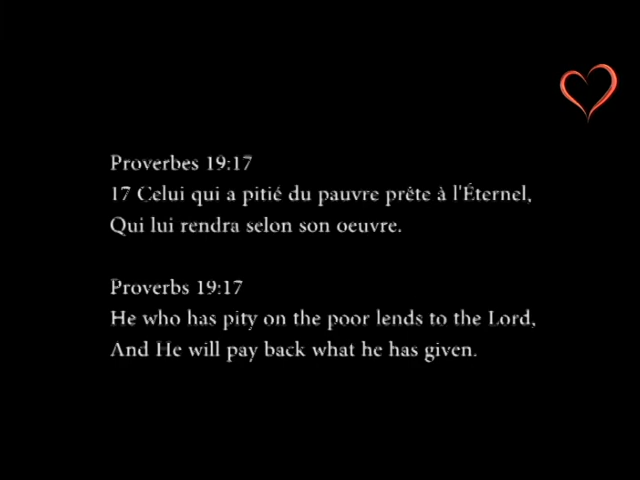 Proverbes 19:17
17 Celui qui a pitié du pauvre prête à l'Éternel,
Qui lui rendra selon son oeuvre.
Proverbs 19:17
He who has pity on the poor lends to the Lord,
And He will pay back what he has given.